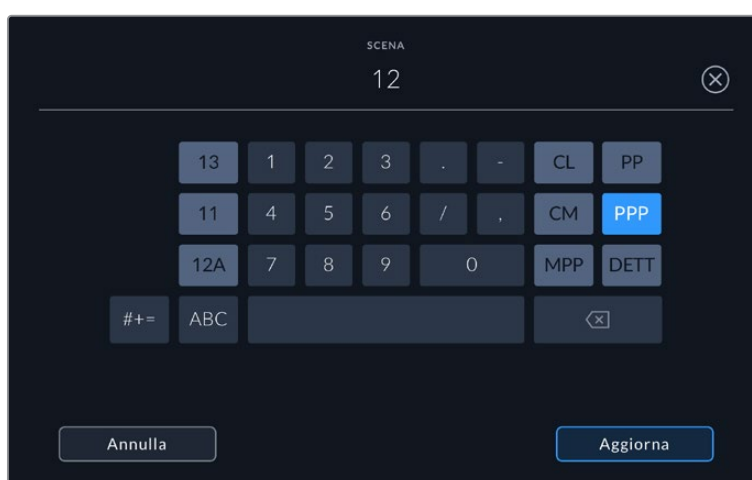 SCENA
12
13 1 2 3 . - CL PP
11 4 5 6 / , CM PPP
12A 7 8 9 0 MPP DETT
#+= ABC
Annulla Aggiorna